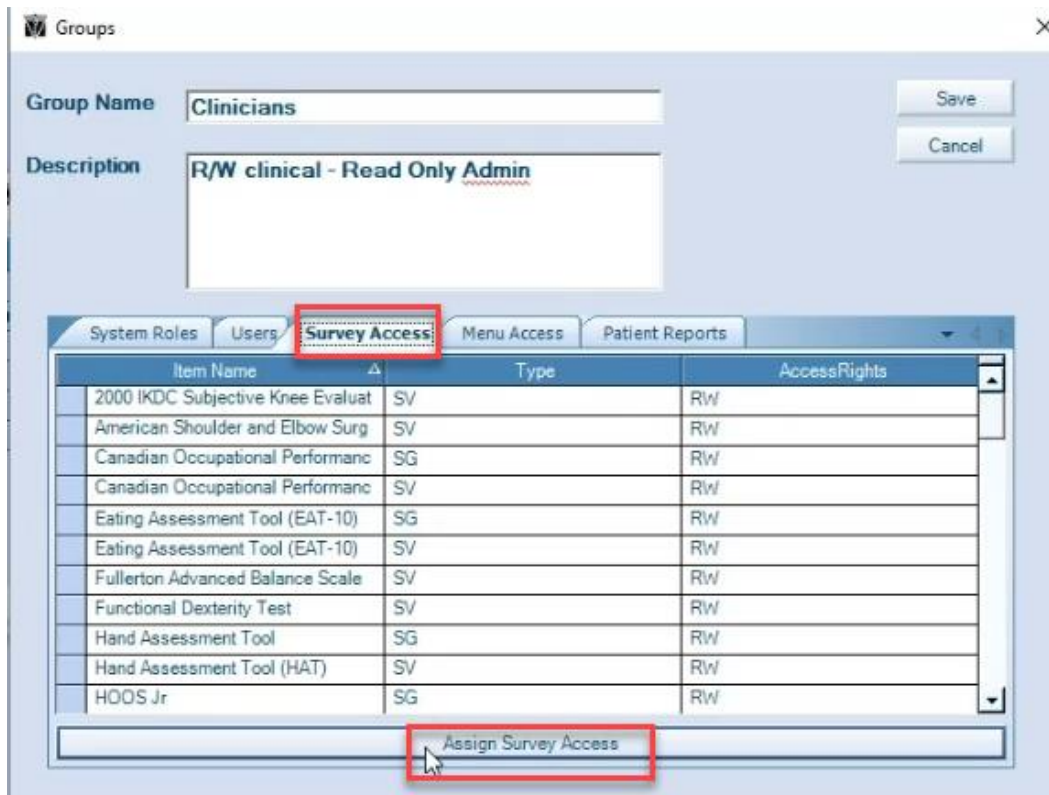 Groups
Group Name Clinicians Save
Cancel
Description R/W clinical - Read Only Admin
System Roles Users Survey Access Menu Access Patient Reports
Item Name Type AccessRights
2000 IKDC Subjective Knee Evaluat SV RW
American Shoulder and Elbow Surg SV RW
Canadian Occupational Performanc SG RW
Canadian Occupational Performanc SV RW
Eating Assessment Tool (EAT-10) SG RW
Eating Assessment Tool (EAT-10) SV RW
Fullerton Advanced Balance Scale SV RW
Functional Dexterity Test SV RW
Hand Assessment Tool SG RW
Hand Assessment Tool (HAT) SV RW
HOOS Jr SG RW
Assign Survey Access